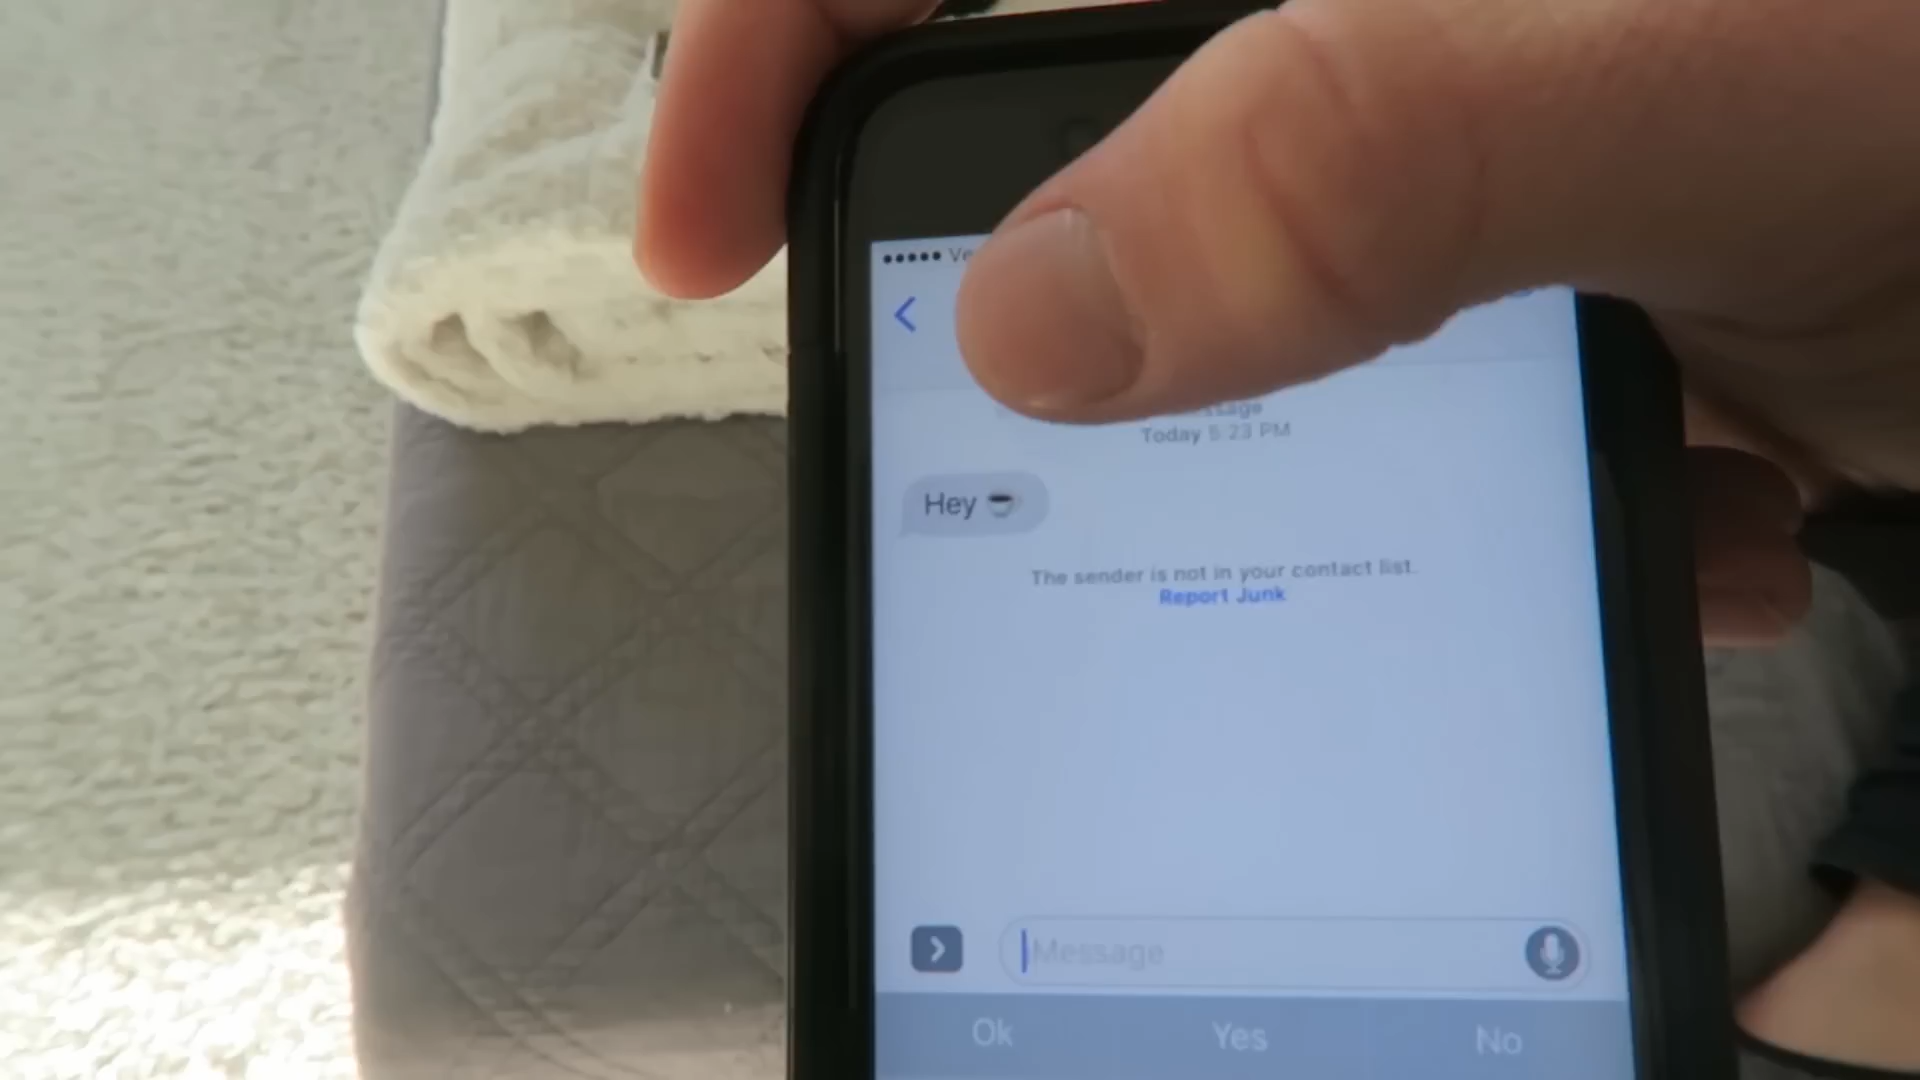 Today 5:23 PM
Hey ☕
The sender is not in your contact list.
Report Junk
Message
Ok Yes No